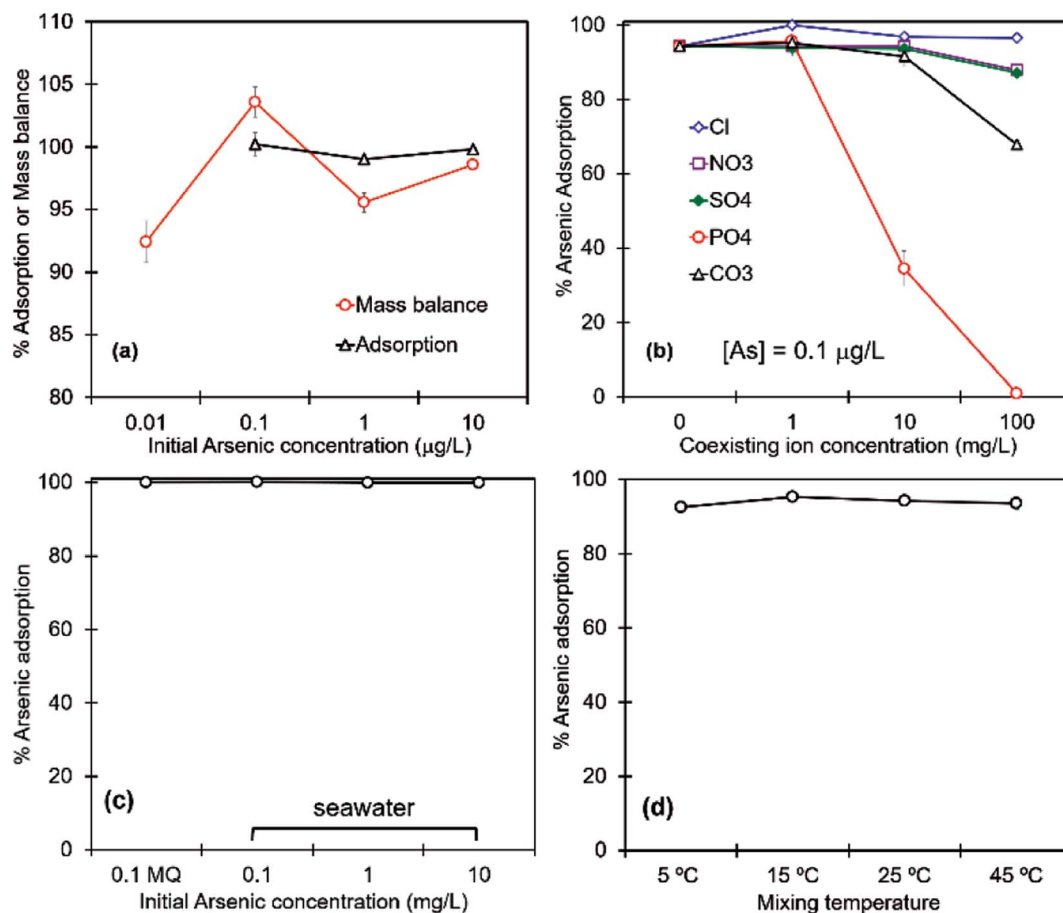 110
105
100
95
90
85
80
% Adsorption or Mass balance
Mass balance
Adsorption
(a)
0.01 0.1 1 10
Initial Arsenic concentration (μg/L)
100
80
60
40
20
0
% Arsenic Adsorption
Cl
NO3
SO4
PO4
CO3
(b) [As] = 0.1 μg/L
0 1 10 100
Coexisting ion concentration (mg/L)
100
80
60
40
20
0
% Arsenic adsorption
(c)
seawater
0.1 MQ 0.1 1 10
Initial Arsenic concentration (mg/L)
100
80
60
40
20
0
% Arsenic adsorption
(d)
5 ºC 15 ºC 25 ºC 45 ºC
Mixing temperature